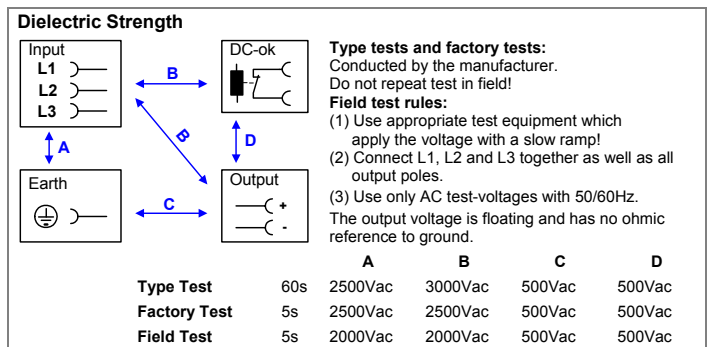 Dielectric Strength
Input
L1
L2
L3
B
DC-ok
A
B
D
Earth
C
Output
+
-
Type tests and factory tests:
Conducted by the manufacturer.
Do not repeat test in field!
Field test rules:
(1) Use appropriate test equipment which
apply the voltage with a slow ramp!
(2) Connect L1, L2 and L3 together as well as all
output poles.
(3) Use only AC test-voltages with 50/60Hz.
The output voltage is floating and has no ohmic
reference to ground.
A B C D
Type Test 60s 2500Vac 3000Vac 500Vac 500Vac
Factory Test 5s 2500Vac 2500Vac 500Vac 500Vac
Field Test 5s 2000Vac 2000Vac 500Vac 500Vac